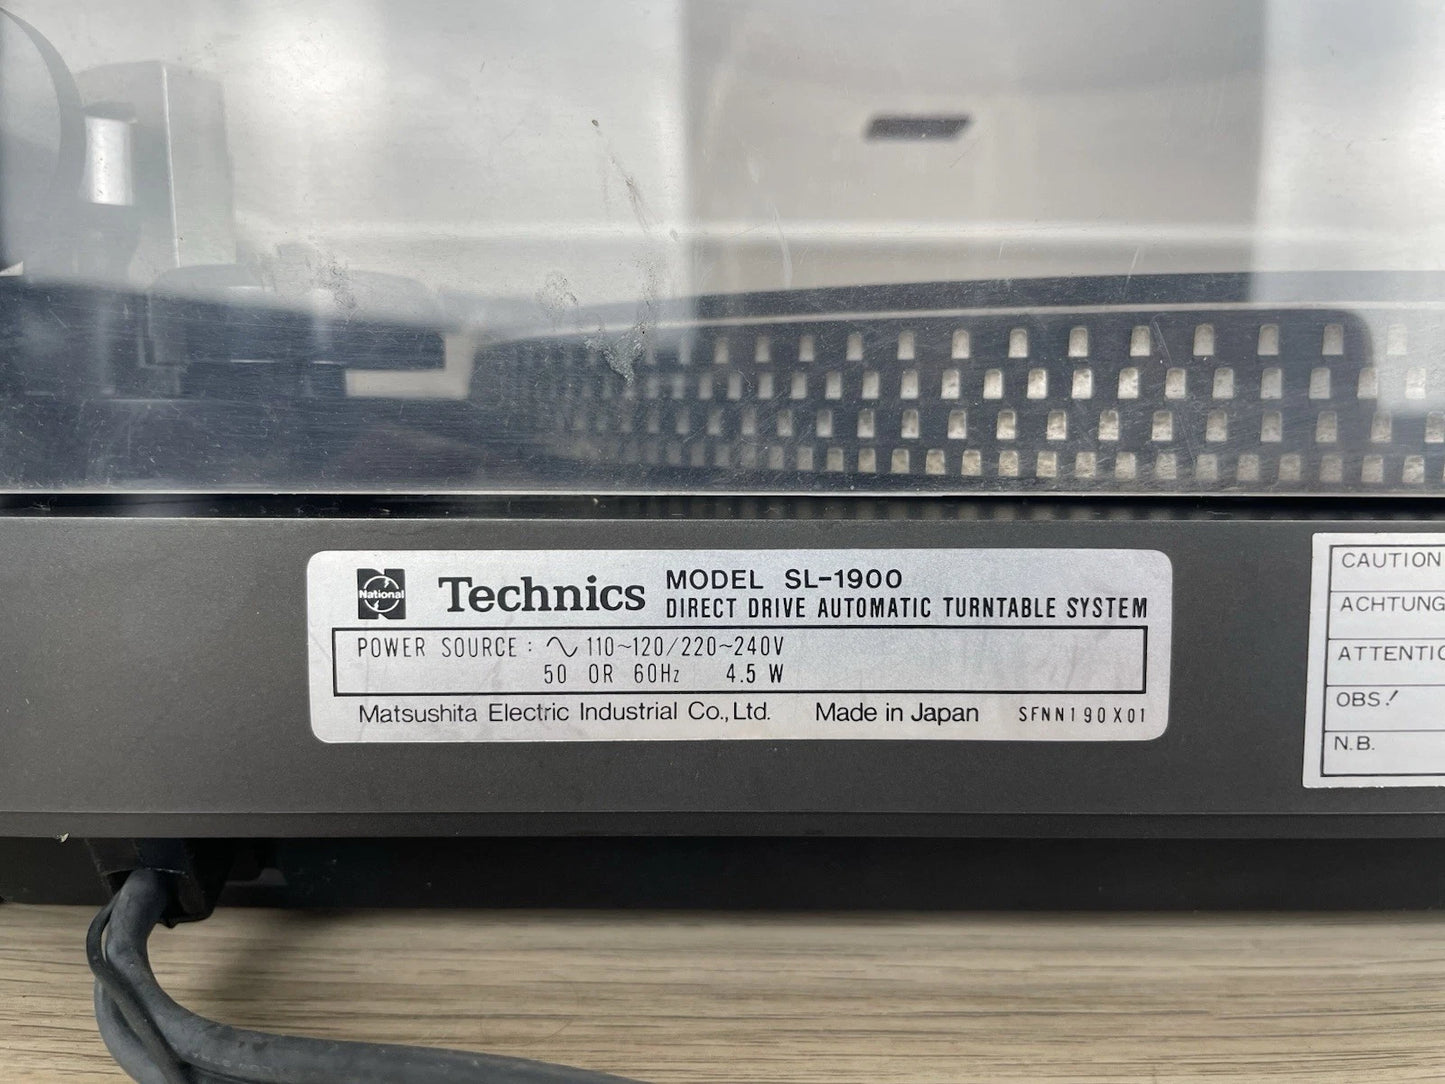 National
Technics
MODEL SL-1900
DIRECT DRIVE AUTOMATIC TURNTABLE SYSTEM
POWER SOURCE : ∿ 110~120/220~240V
50 OR 60Hz 4.5 W
Matsushita Electric Industrial Co., Ltd. Made in Japan SFNN190X01
CAUTION
ACHTUNG
ATTENTIO
OBS!
N.B.